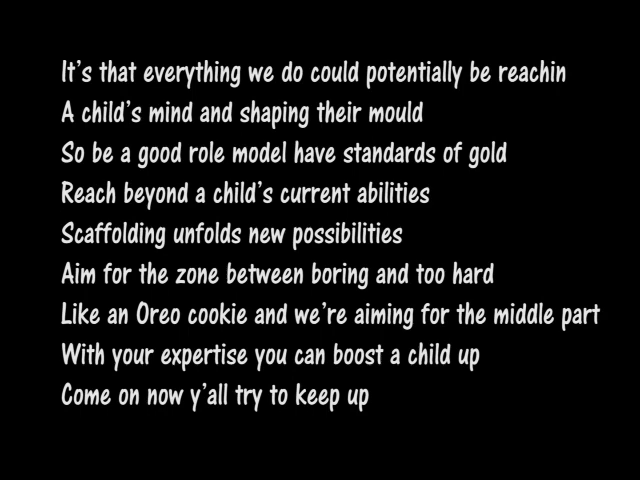 It's that everything we do could potentially be reachin
A child's mind and shaping their mould
So be a good role model have standards of gold
Reach beyond a child's current abilities
Scaffolding unfolds new possibilities
Aim for the zone between boring and too hard
Like an Oreo cookie and we're aiming for the middle part
With your expertise you can boost a child up
Come on now y'all try to keep up